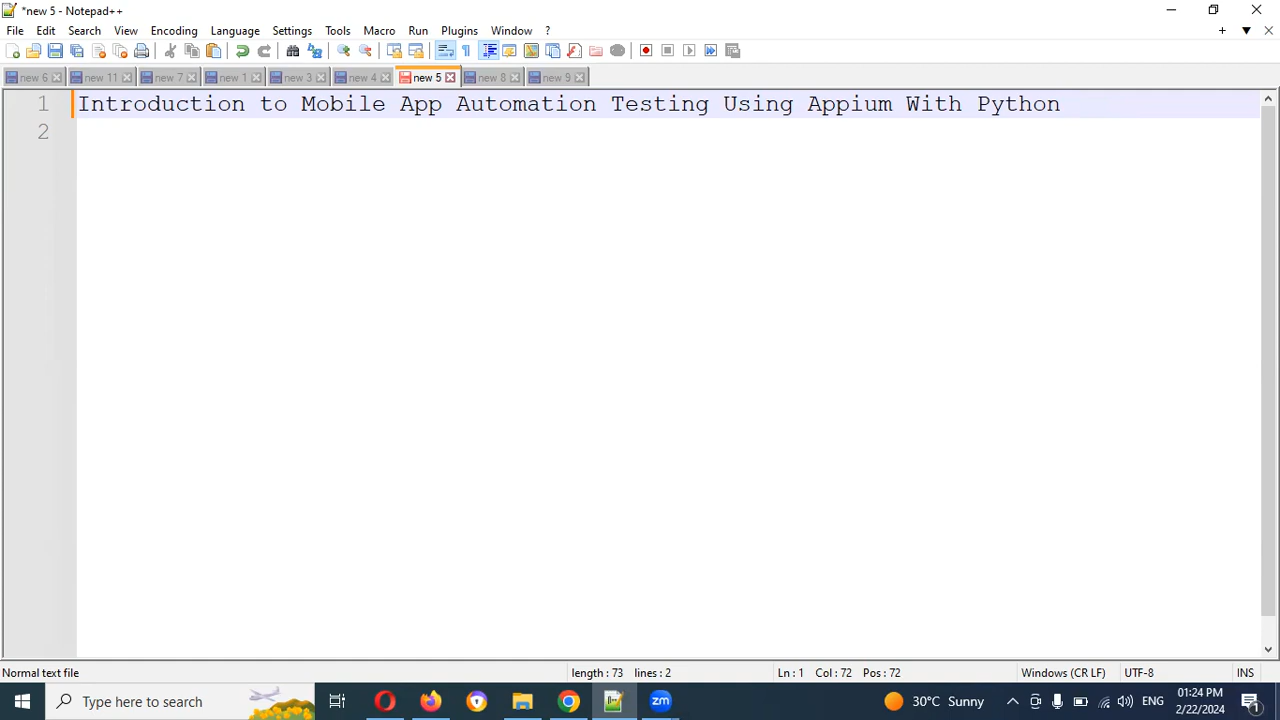 *new 5 - Notepad++
File Edit Search View Encoding Language Settings Tools Macro Run Plugins Window ?
new 6 new 11 new 7 new 1 new 3 new 4 new 5 new 8 new 9
1 Introduction to Mobile App Automation Testing Using Appium With Python
2
Normal text file length : 73 lines : 2 Ln : 1 Col : 72 Pos : 72 Windows (CR LF) UTF-8 INS
Type here to search zm 30°C Sunny ENG 01:24 PM
2/22/2024 1